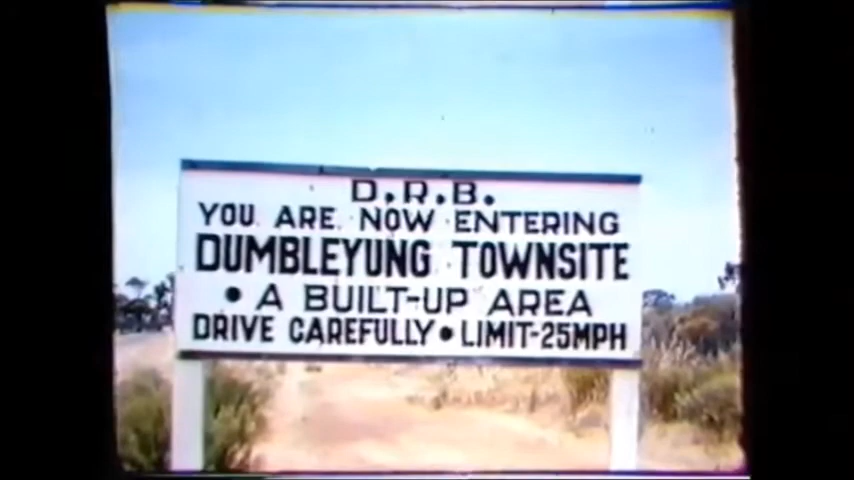 D.R.B.
YOU ARE NOW ENTERING
DUMBLEYUNG TOWNSITE
• A BUILT-UP AREA
DRIVE CAREFULLY • LIMIT-25MPH